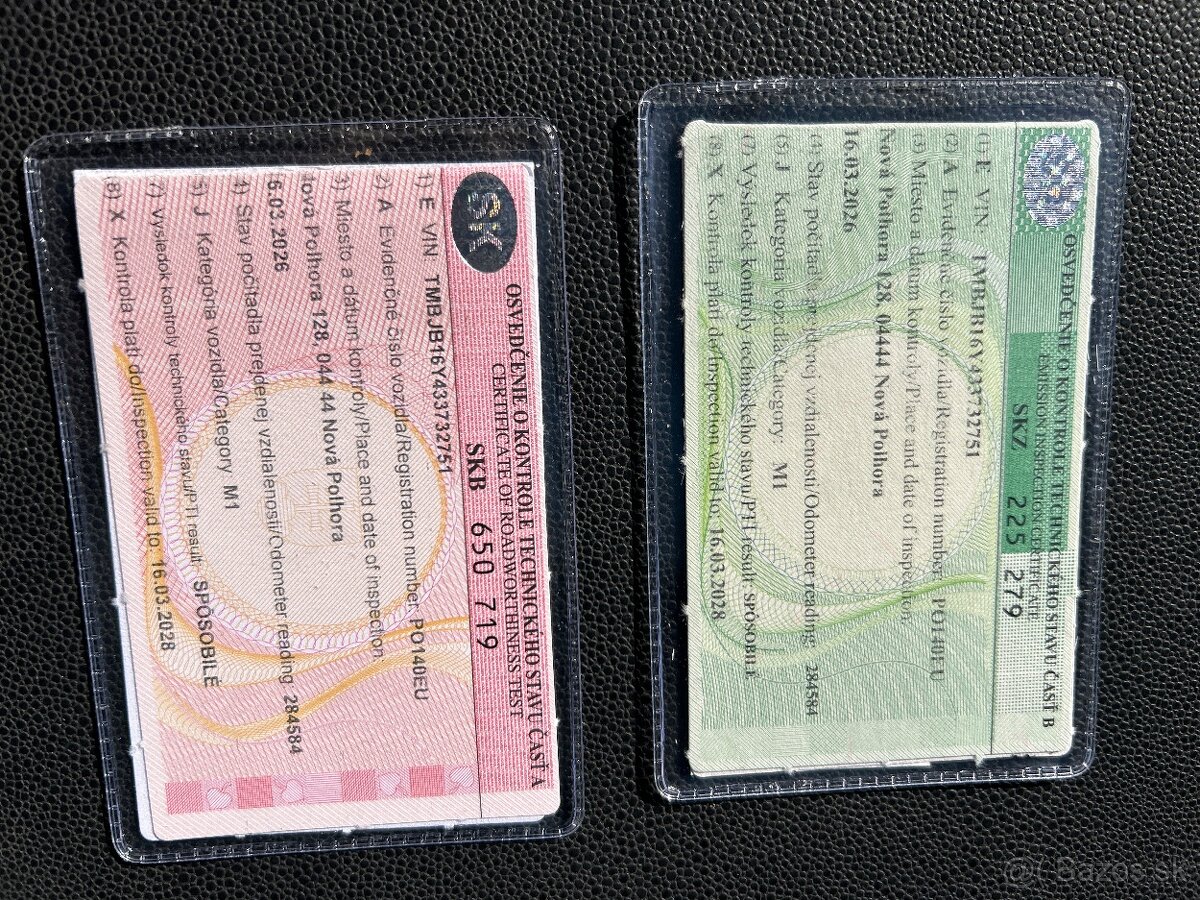 SK
OSVEDČENIE O KONTROLE TECHNICKÉHO STAVU ČASŤ A
CERTIFICATE OF ROADWORTHINESS TEST
SKB 650 719
1) E VIN TMBJB16Y433732751
2) A Evidenčné číslo vozidla/Registration number: PO140EU
3) Miesto a dátum kontroly/Place and date of inspection
Nová Polhora 128, 044 44 Nová Polhora
6.03.2026
4) Stav počítadla prejdenej vzdialenosti/Odometer reading 284584
5) J Kategória vozidla/Category M1
7) Výsledok kontroly technického stavu/PTI result: SPÔSOBILÉ
(8) X Kontrola platí do/Inspection valid to: 16.03.2028
OSVEDČENIE O KONTROLE TECHNICKÉHO STAVU ČASŤ B
EMISSION INSPECTION CERTIFICATE
SKZ 225 279
(1) E VIN TMBJB16Y433732751
(2) A Evidenčné číslo vozidla/Registration number: PO140EU
(3) Miesto a dátum kontroly/Place and date of inspection
Nová Polhora 128, 04444 Nová Polhora
16.03.2026
(4) Stav počítadla prejdenej vzdialenosti/Odometer reading 284584
(5) J Kategória vozidla/Category: M1
(7) Výsledok kontroly technického stavu/PTI result SPÔSOBILÉ
(8) X Kontrola platí do/Inspection valid to: 16.03.2028
Bazos.sk